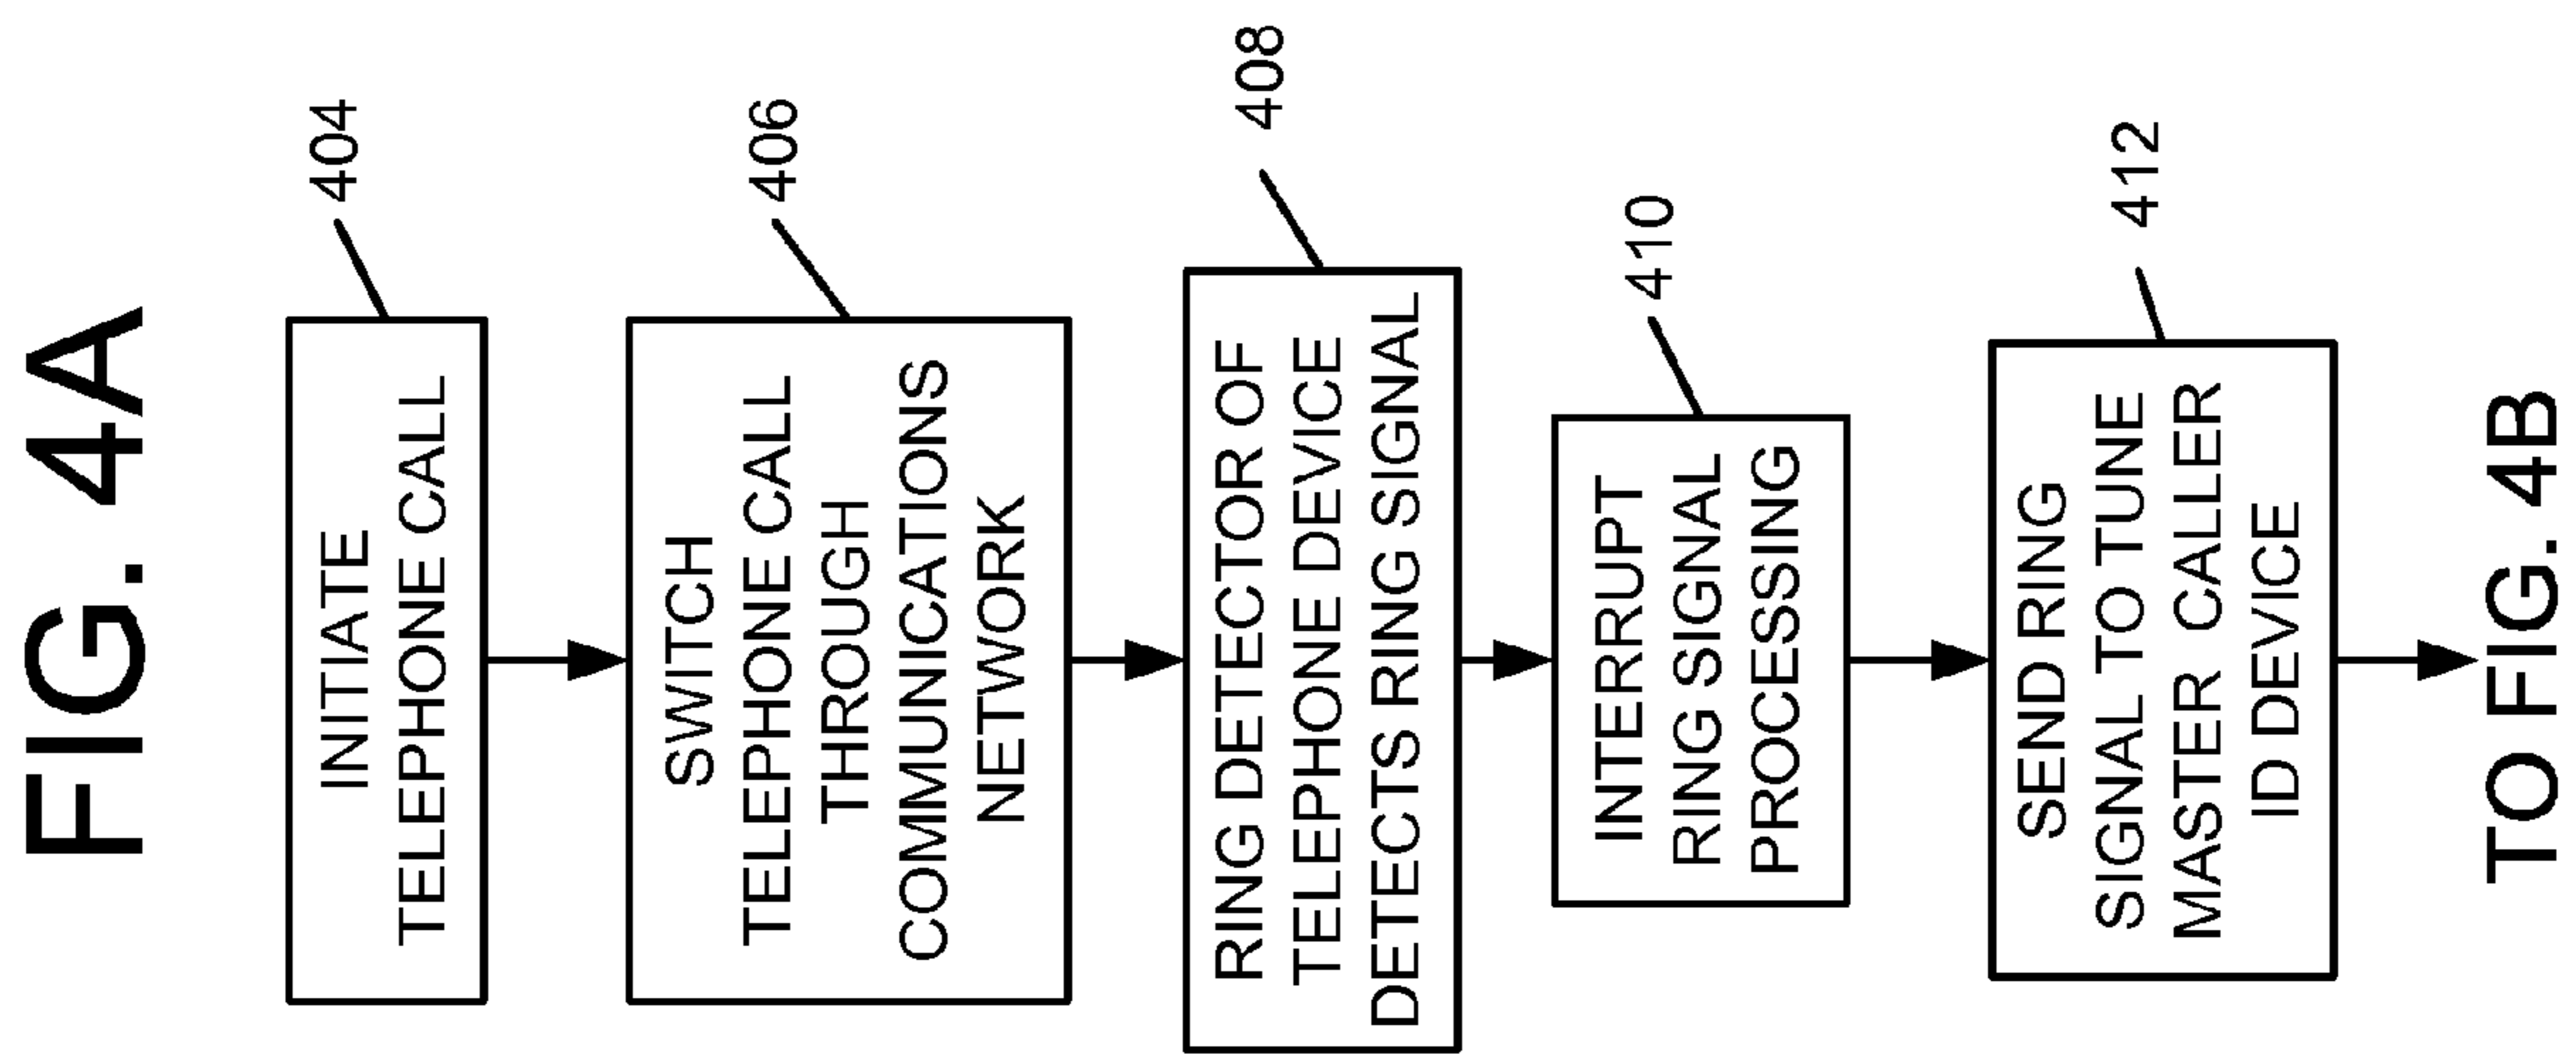 FIG. 4A
404
INITIATE
TELEPHONE CALL
406
SWITCH
TELEPHONE CALL
THROUGH
COMMUNICATIONS
NETWORK
408
RING DETECTOR OF
TELEPHONE DEVICE
DETECTS RING SIGNAL
410
INTERRUPT
RING SIGNAL
PROCESSING
412
SEND RING
SIGNAL TO TUNE
MASTER CALLER
ID DEVICE
TO FIG. 4B